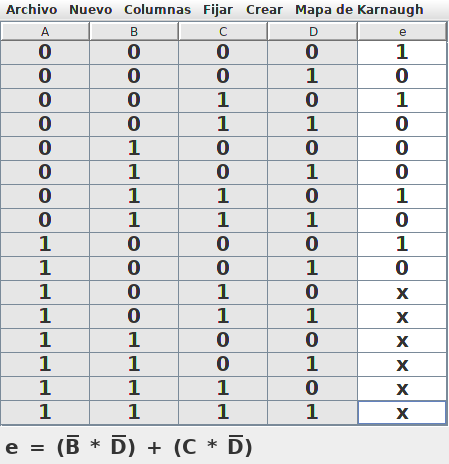 Archivo Nuevo Columnas Fijar Crear Mapa de Karnaugh
A B C D e
0 0 0 0 1
0 0 0 1 0
0 0 1 0 1
0 0 1 1 0
0 1 0 0 0
0 1 0 1 0
0 1 1 0 1
0 1 1 1 0
1 0 0 0 1
1 0 0 1 0
1 0 1 0 x
1 0 1 1 x
1 1 0 0 x
1 1 0 1 x
1 1 1 0 x
1 1 1 1 x
e = (B̅ * D̅) + (C * D̅)